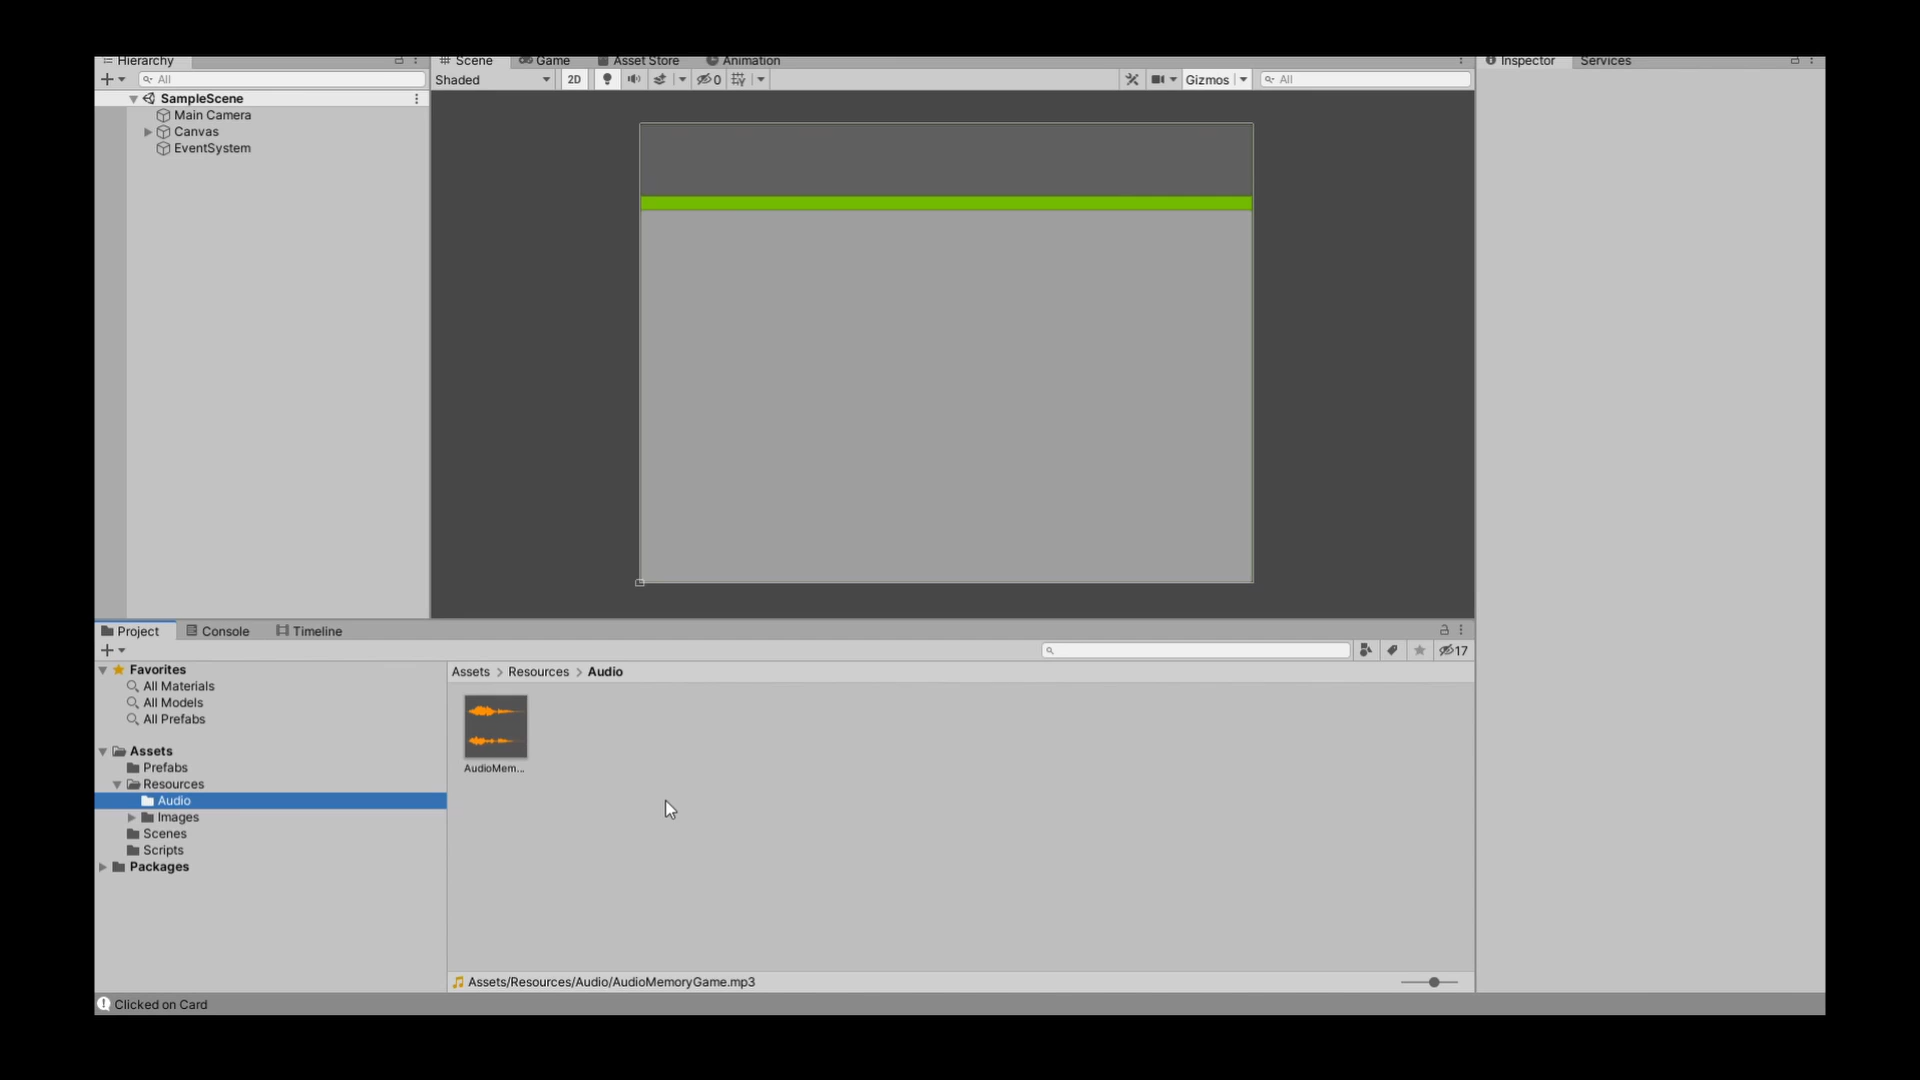 Hierarchy
Scene Game Asset Store Animation
Inspector Services
All
Shaded 2D 0 Gizmos All
SampleScene
Main Camera
Canvas
EventSystem
Project Console Timeline
17
Favorites
All Materials
All Models
All Prefabs
Assets
Prefabs
Resources
Audio
Images
Scenes
Scripts
Packages
Assets > Resources > Audio
AudioMem...
Assets/Resources/Audio/AudioMemoryGame.mp3
Clicked on Card